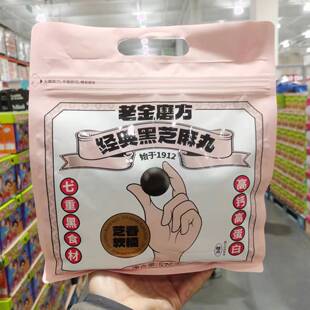 老金磨方
经典黑芝麻丸
始于1912
七重黑食材
高钙高蛋白
芝香
软糯